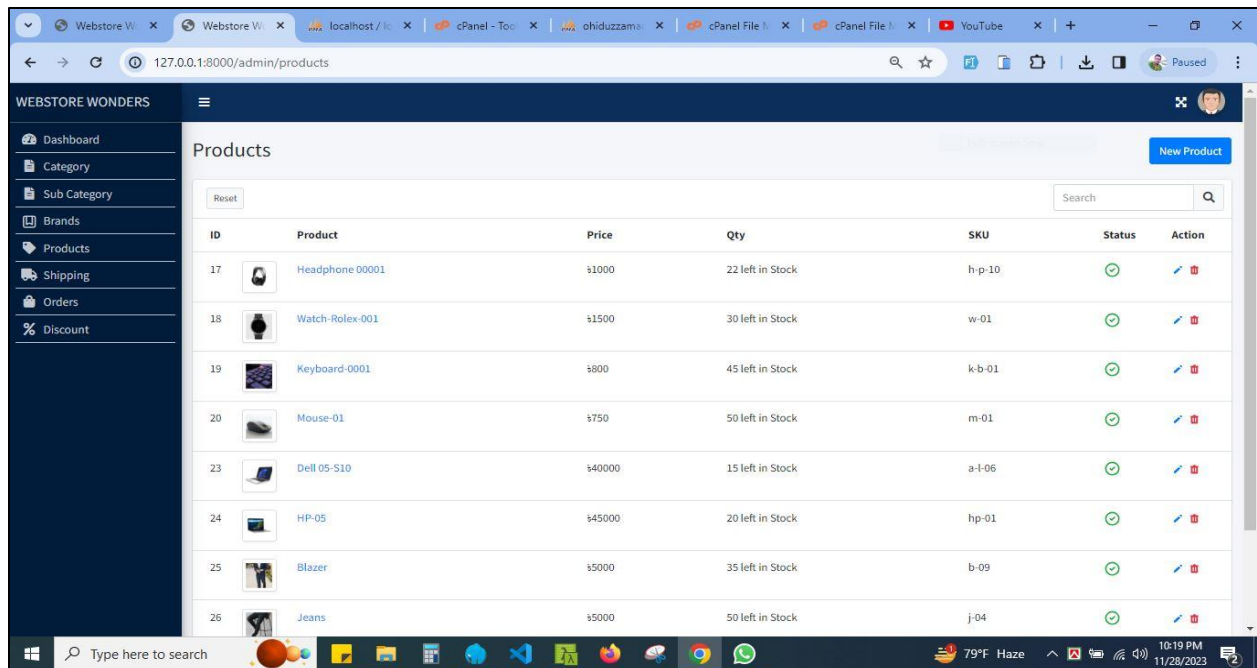 Webstore W
Webstore W
localhost / lo
cPanel - Too
ohiduzzama
cPanel File M
cPanel File M
YouTube
127.0.0.1:8000/admin/products
Paused
WEBSTORE WONDERS
Dashboard
Category
Sub Category
Brands
Products
Shipping
Orders
Discount
Products
New Product
Reset
Search
ID Product Price Qty SKU Status Action
17 Headphone 00001 ৳1000 22 left in Stock h-p-10
18 Watch-Rolex-001 ৳1500 30 left in Stock w-01
19 Keyboard-0001 ৳800 45 left in Stock k-b-01
20 Mouse-01 ৳750 50 left in Stock m-01
23 Dell 05-S10 ৳40000 15 left in Stock a-l-06
24 HP-05 ৳45000 20 left in Stock hp-01
25 Blazer ৳5000 35 left in Stock b-09
26 Jeans ৳5000 50 left in Stock j-04
Type here to search
79°F Haze
10:19 PM
11/28/2023
2